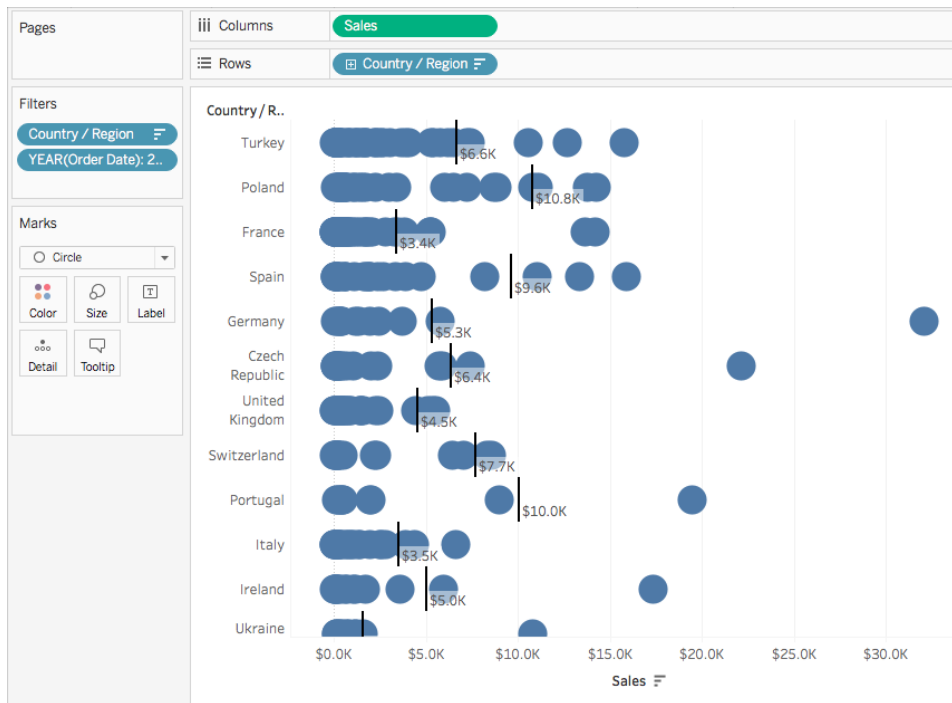 Pages
Columns
Sales
Rows
Country / Region
Filters
Country / Region
YEAR(Order Date): 2..
Marks
Circle
Color
Size
T
Label
Detail
Tooltip
Country / R..
Turkey
$6.6K
Poland
$10.8K
France
$3.4K
Spain
$9.6K
Germany
$5.3K
Czech
Republic
$6.4K
United
Kingdom
$4.5K
Switzerland
$7.7K
Portugal
$10.0K
Italy
$3.5K
Ireland
$5.0K
Ukraine
$0.0K $5.0K $10.0K $15.0K $20.0K $25.0K $30.0K
Sales